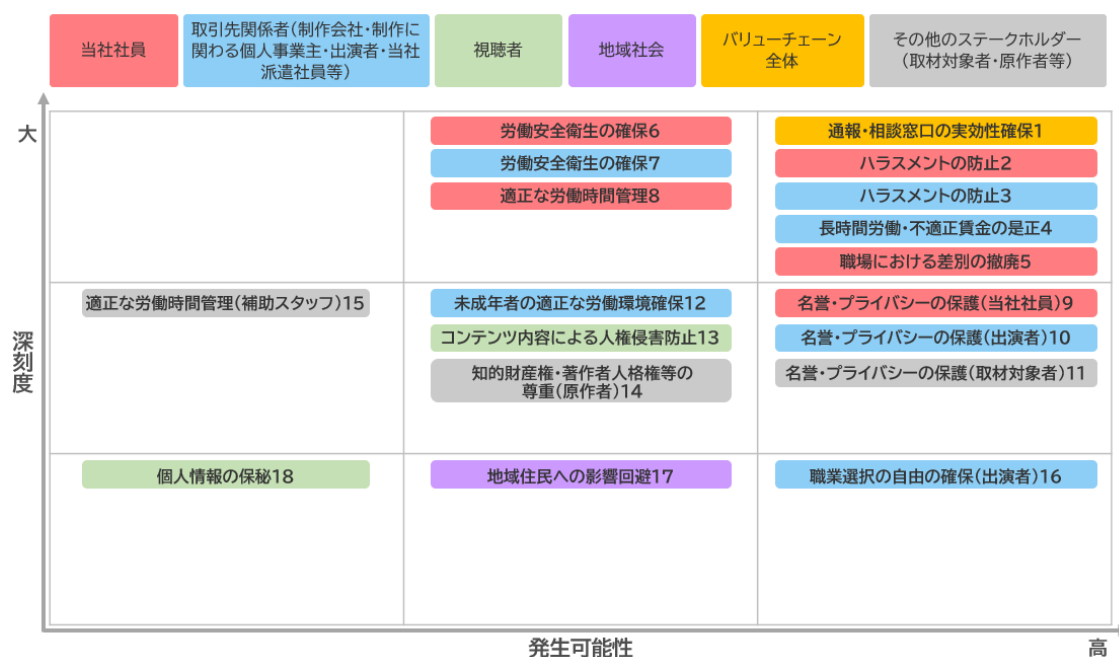 当社社員
取引先関係者(制作会社・制作に
関わる個人事業主・出演者・当社
派遣社員等)
視聴者
地域社会
バリューチェーン
全体
その他のステークホルダー
(取材対象者・原作者等)
大
労働安全衛生の確保6
労働安全衛生の確保7
適正な労働時間管理8
通報・相談窓口の実効性確保1
ハラスメントの防止2
ハラスメントの防止3
長時間労働・不適正賃金の是正4
職場における差別の撤廃5
深刻度
適正な労働時間管理(補助スタッフ)15
未成年者の適正な労働環境確保12
コンテンツ内容による人権侵害防止13
知的財産権・著作者人格権等の
尊重(原作者)14
名誉・プライバシーの保護(当社社員)9
名誉・プライバシーの保護(出演者)10
名誉・プライバシーの保護(取材対象者)11
個人情報の保秘18
地域住民への影響回避17
職業選択の自由の確保(出演者)16
発生可能性
高